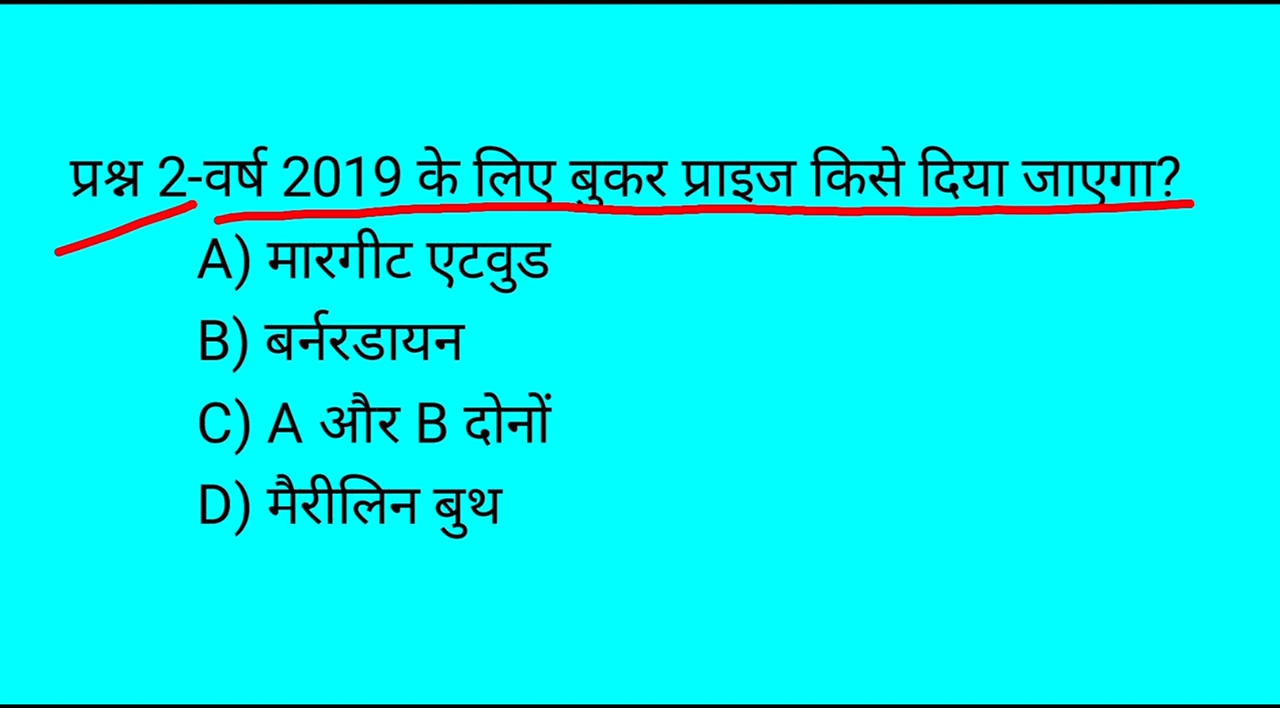 प्रश्न 2-वर्ष 2019 के लिए बुकर प्राइज किसे दिया जाएगा?
A) मारगीट एटवुड
B) बर्नरडायन
C) A और B दोनों
D) मैरीलिन बुथ